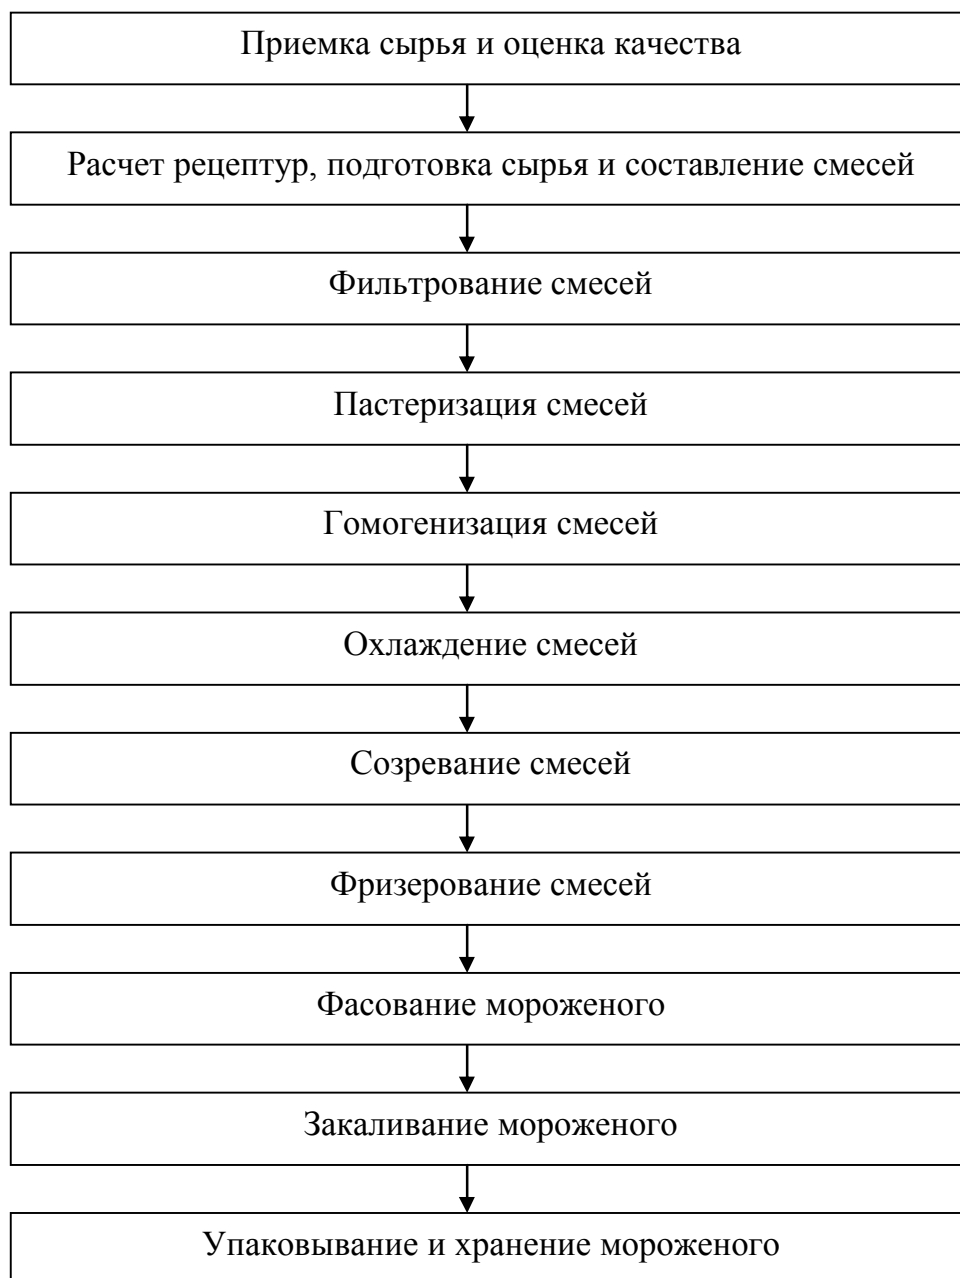 Приемка сырья и оценка качества
Расчет рецептур, подготовка сырья и составление смесей
Фильтрование смесей
Пастеризация смесей
Гомогенизация смесей
Охлаждение смесей
Созревание смесей
Фризерование смесей
Фасование мороженого
Закаливание мороженого
Упаковывание и хранение мороженого